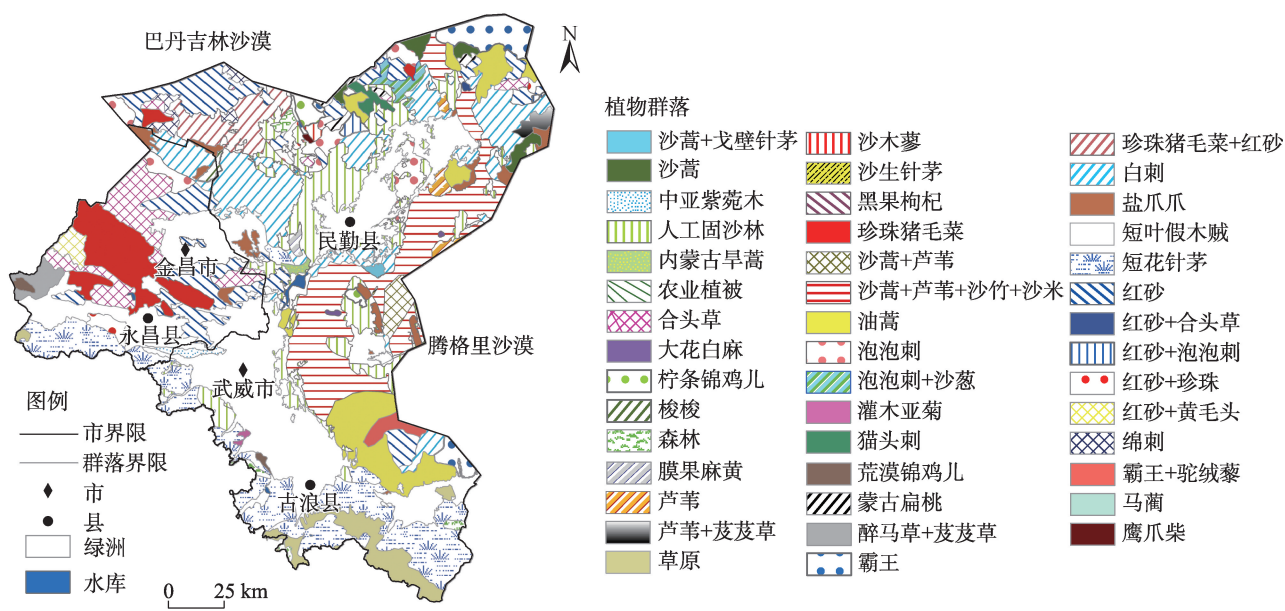 巴丹吉林沙漠
N
民勤县
金昌市
永昌县
腾格里沙漠
武威市
古浪县
图例
市界限
群落界限
市
县
绿洲
水库
0 25 km
植物群落
沙蒿+戈壁针茅
沙蒿
中亚紫菀木
人工固沙林
内蒙古旱蒿
农业植被
合头草
大花白麻
柠条锦鸡儿
梭梭
森林
膜果麻黄
芦苇
芦苇+芨芨草
草原
沙木蓼
沙生针茅
黑果枸杞
珍珠猪毛菜
沙蒿+芦苇
沙蒿+芦苇+沙竹+沙米
油蒿
泡泡刺
泡泡刺+沙葱
灌木亚菊
猫头刺
荒漠锦鸡儿
蒙古扁桃
醉马草+芨芨草
霸王
珍珠猪毛菜+红砂
白刺
盐爪爪
短叶假木贼
短花针茅
红砂
红砂+合头草
红砂+泡泡刺
红砂+珍珠
红砂+黄毛头
绵刺
霸王+驼绒藜
马蔺
鹰爪柴